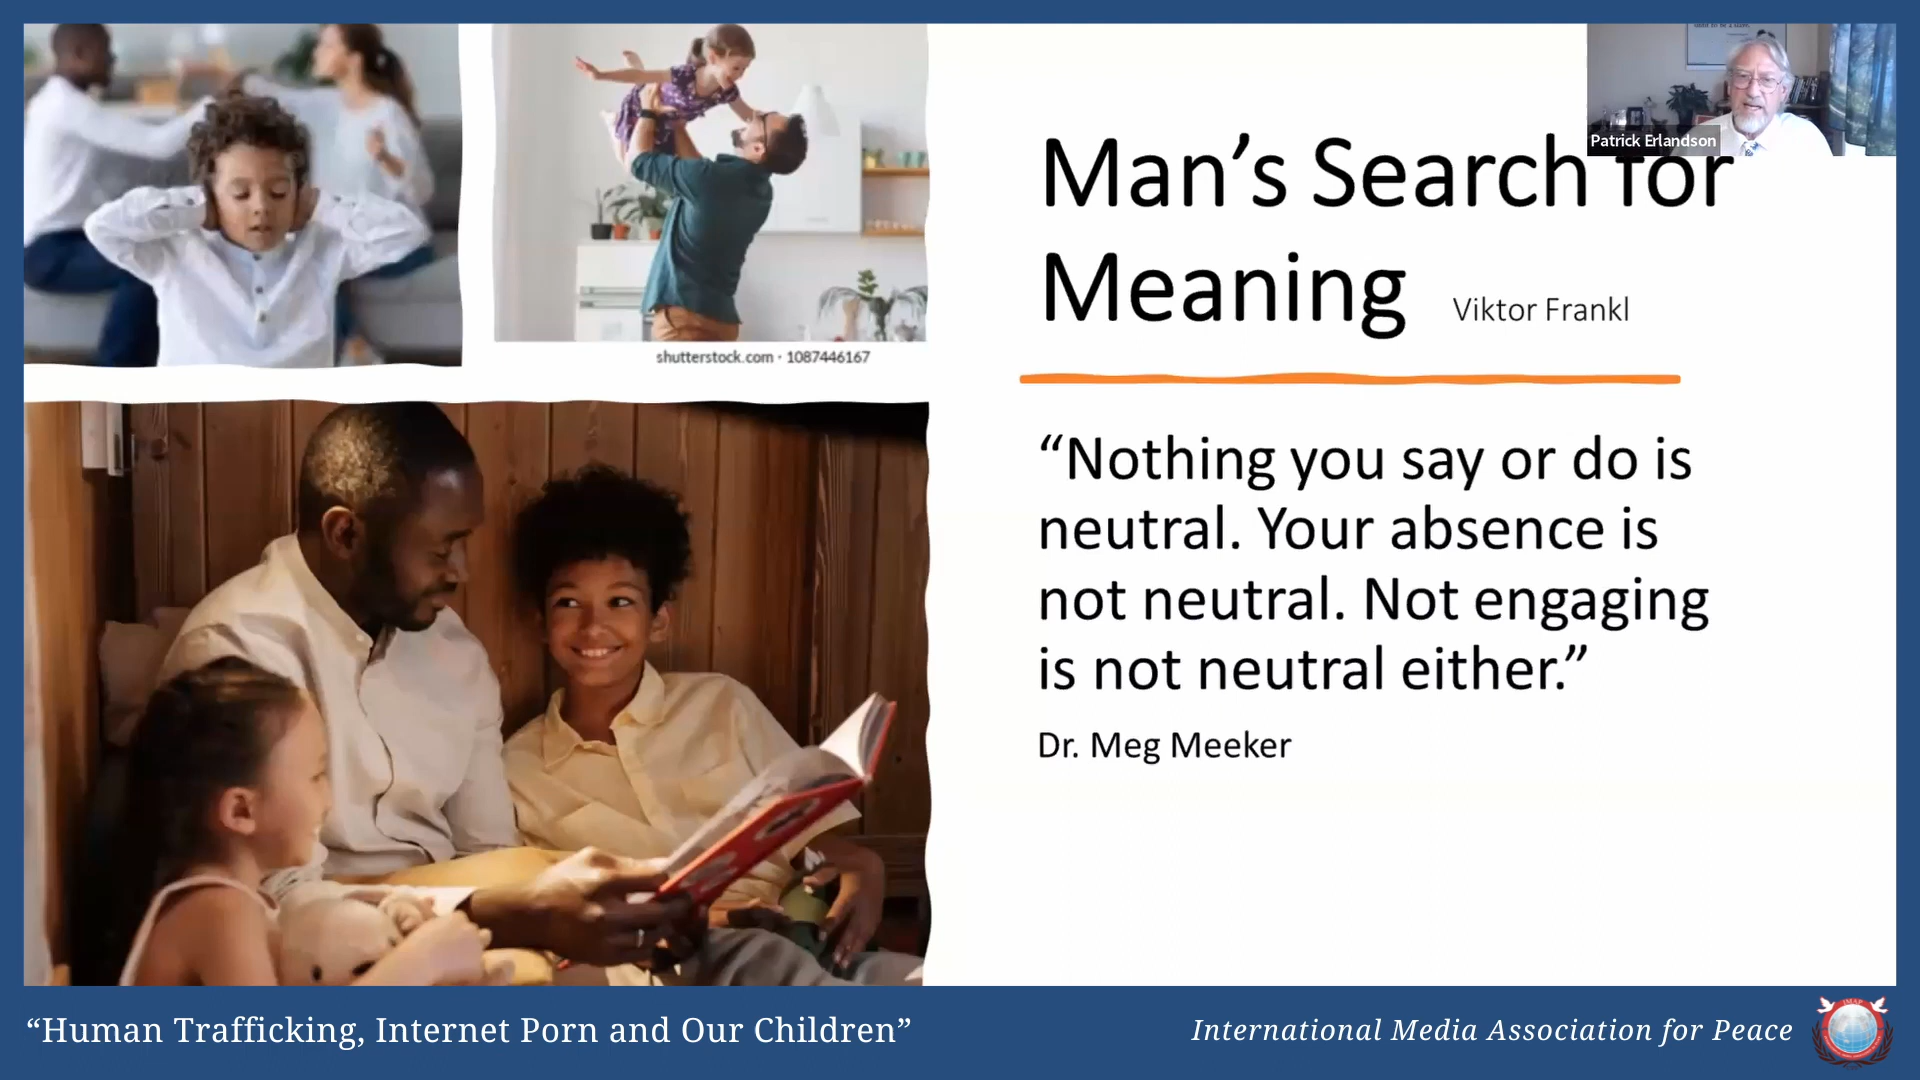 Patrick Erlandson
Man’s Search for
Meaning Viktor Frankl
shutterstock.com · 1087446167
“Nothing you say or do is
neutral. Your absence is
not neutral. Not engaging
is not neutral either.”
Dr. Meg Meeker
“Human Trafficking, Internet Porn and Our Children”
International Media Association for Peace